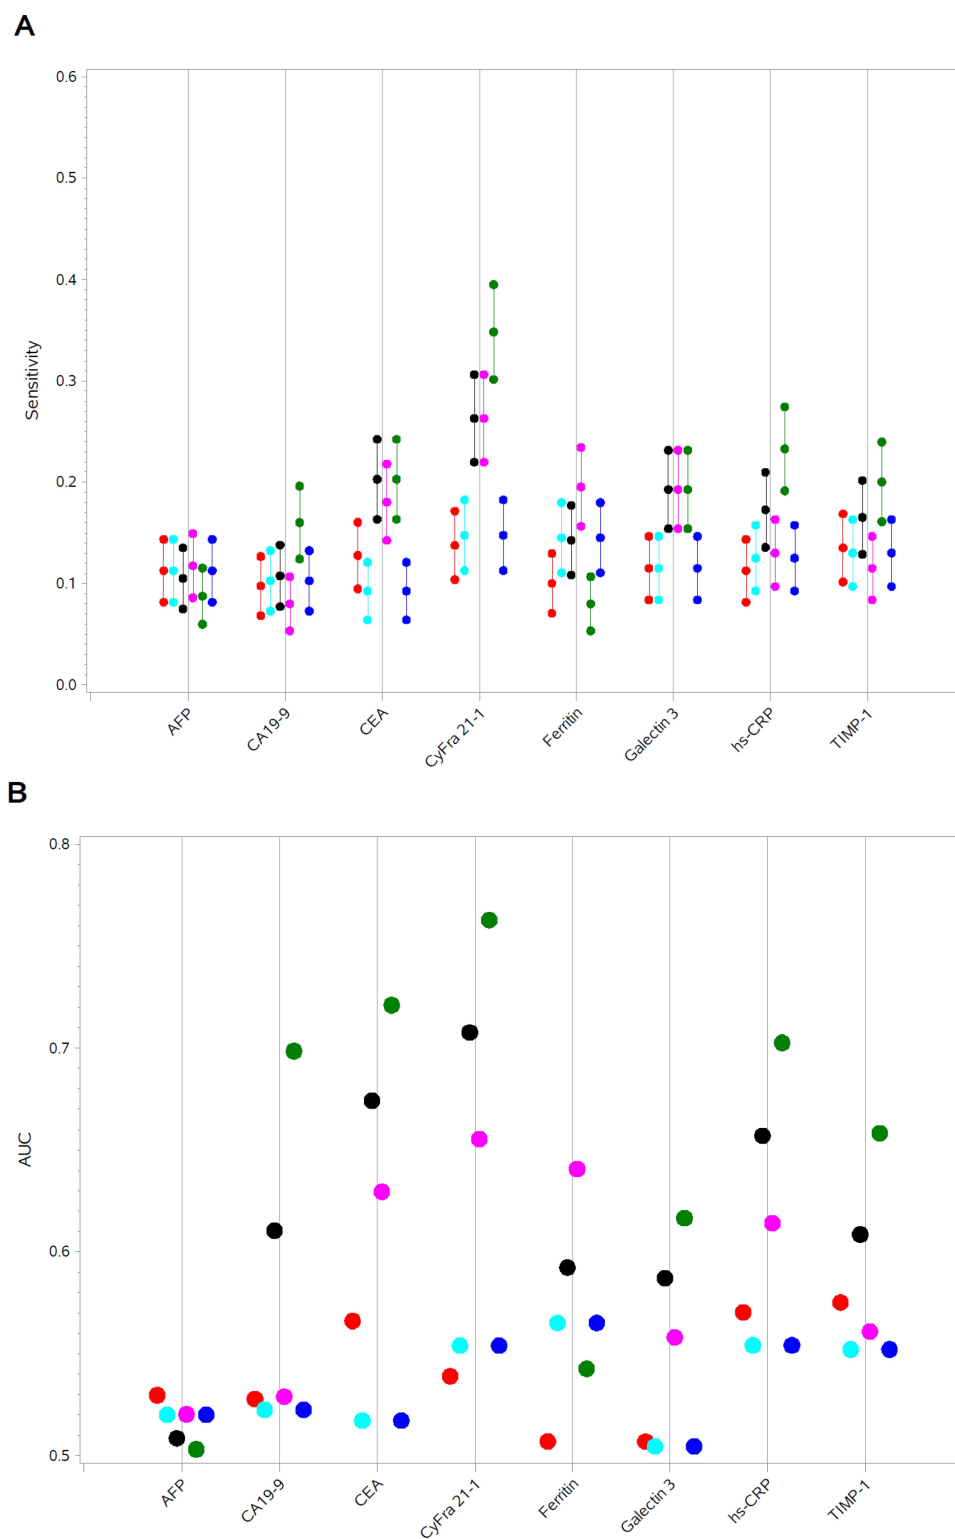 A
0.6
0.5
0.4
0.3
0.2
0.1
0.0
Sensitivity
AFP
CA19-9
CEA
CyFra 21-1
Ferritin
Galectin 3
hs-CRP
TIMP-1
B
0.8
0.7
0.6
0.5
AUC
AFP
CA19-9
CEA
CyFra 21-1
Ferritin
Galectin 3
hs-CRP
TIMP-1